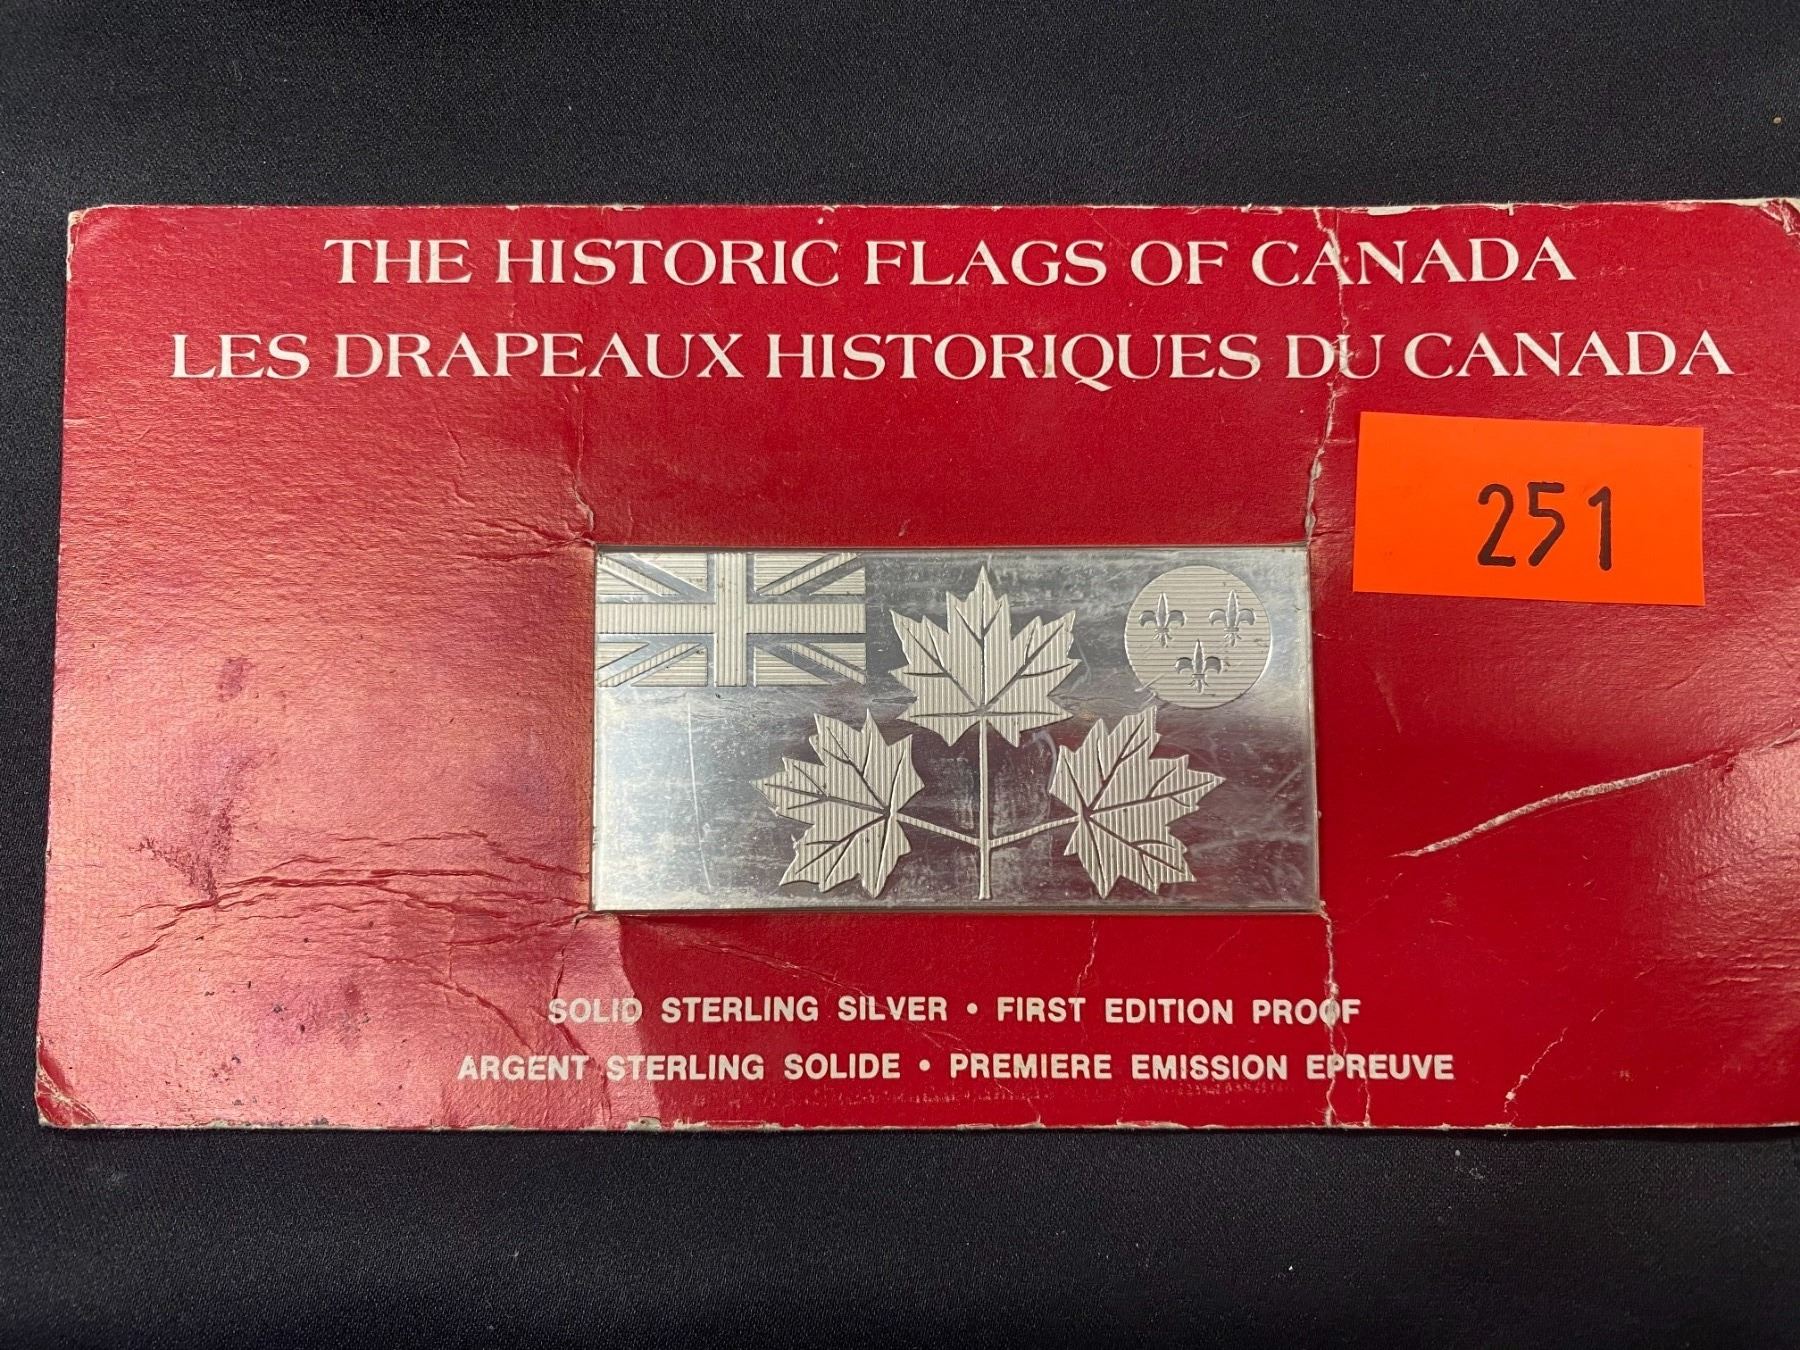 THE HISTORIC FLAGS OF CANADA
LES DRAPEAUX HISTORIQUES DU CANADA
251
SOLID STERLING SILVER • FIRST EDITION PROOF
ARGENT STERLING SOLIDE • PREMIERE EMISSION EPREUVE